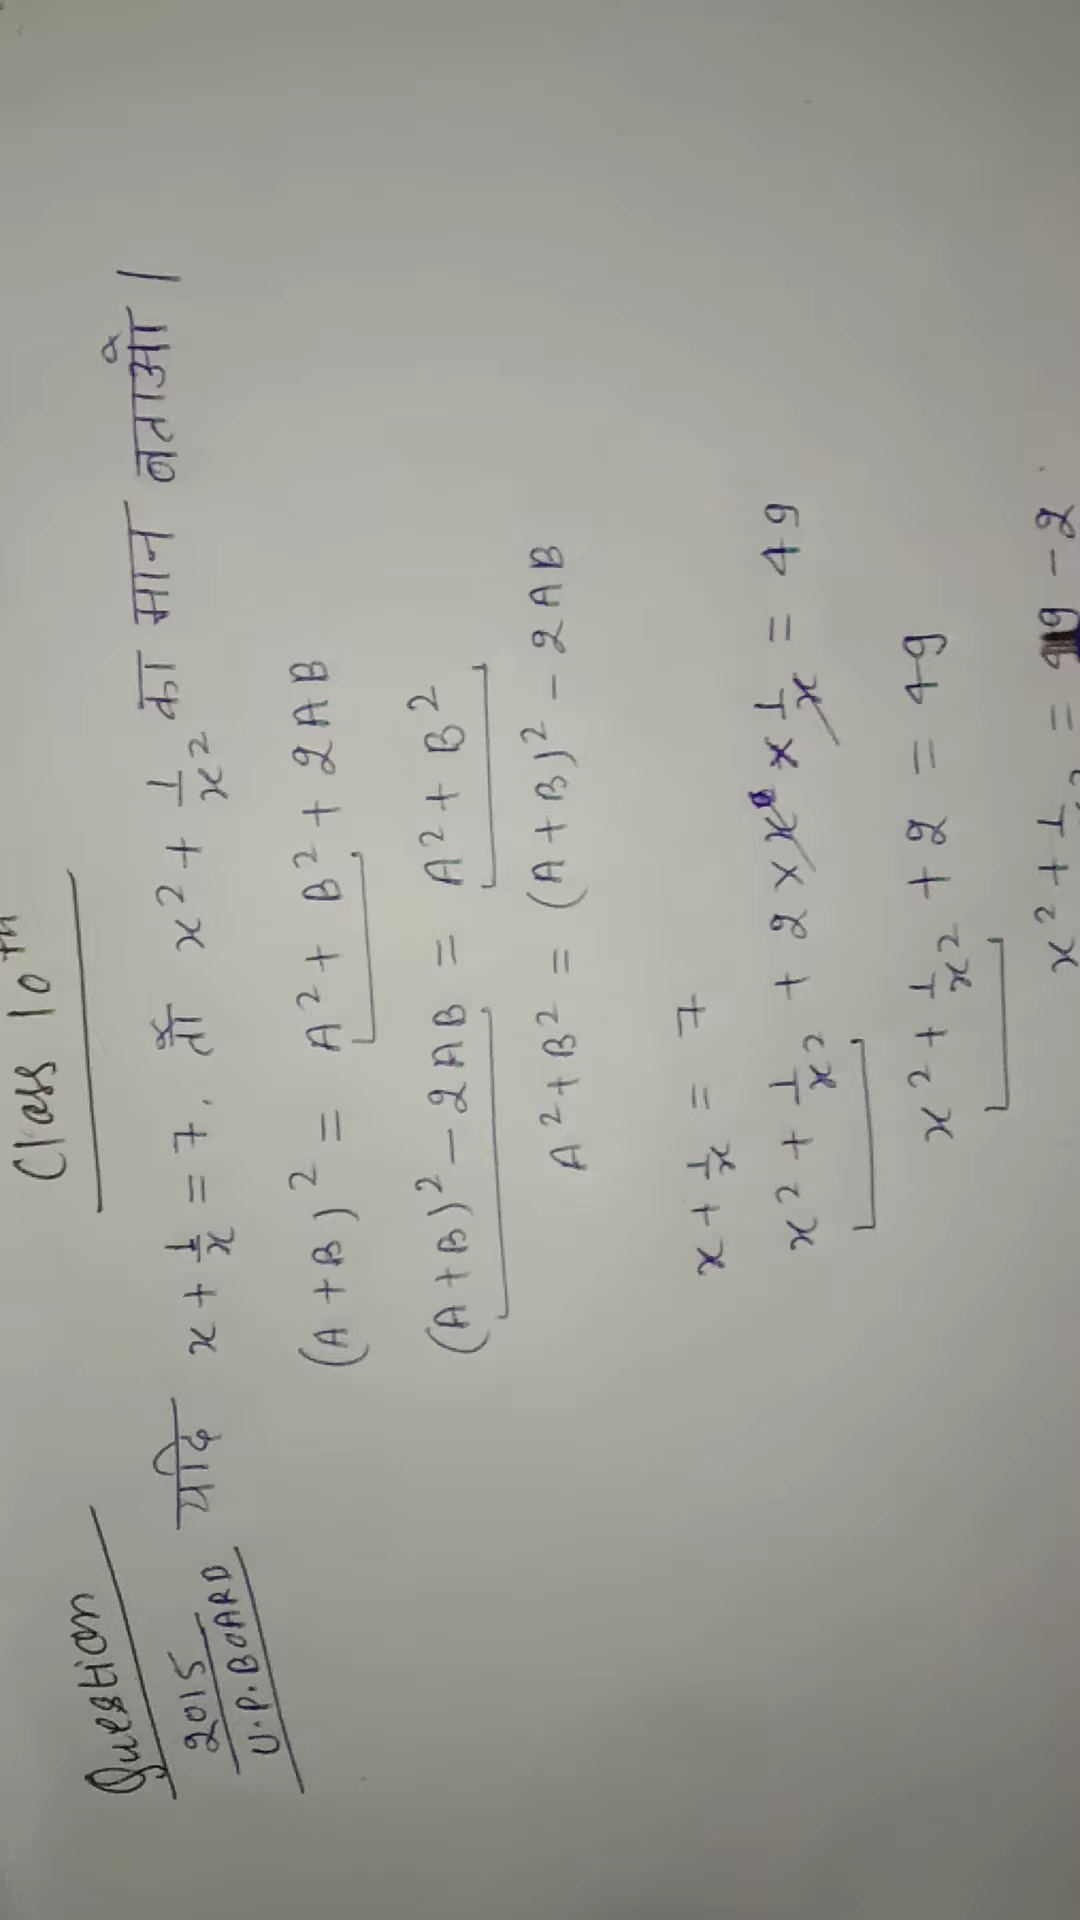 Class 10th
Question
2015
U.P. BOARD
यदि x + 1/x = 7. तो x² + 1/x² का मान बताओ।
(A+B)² = A² + B² + 2AB
(A+B)² - 2AB = A² + B²
A² + B² = (A+B)² - 2AB
x + 1/x = 7
x² + 1/x² + 2 × x × 1/x = 49
x² + 1/x² + 2 = 49
x² + 1/x² = 49 - 2